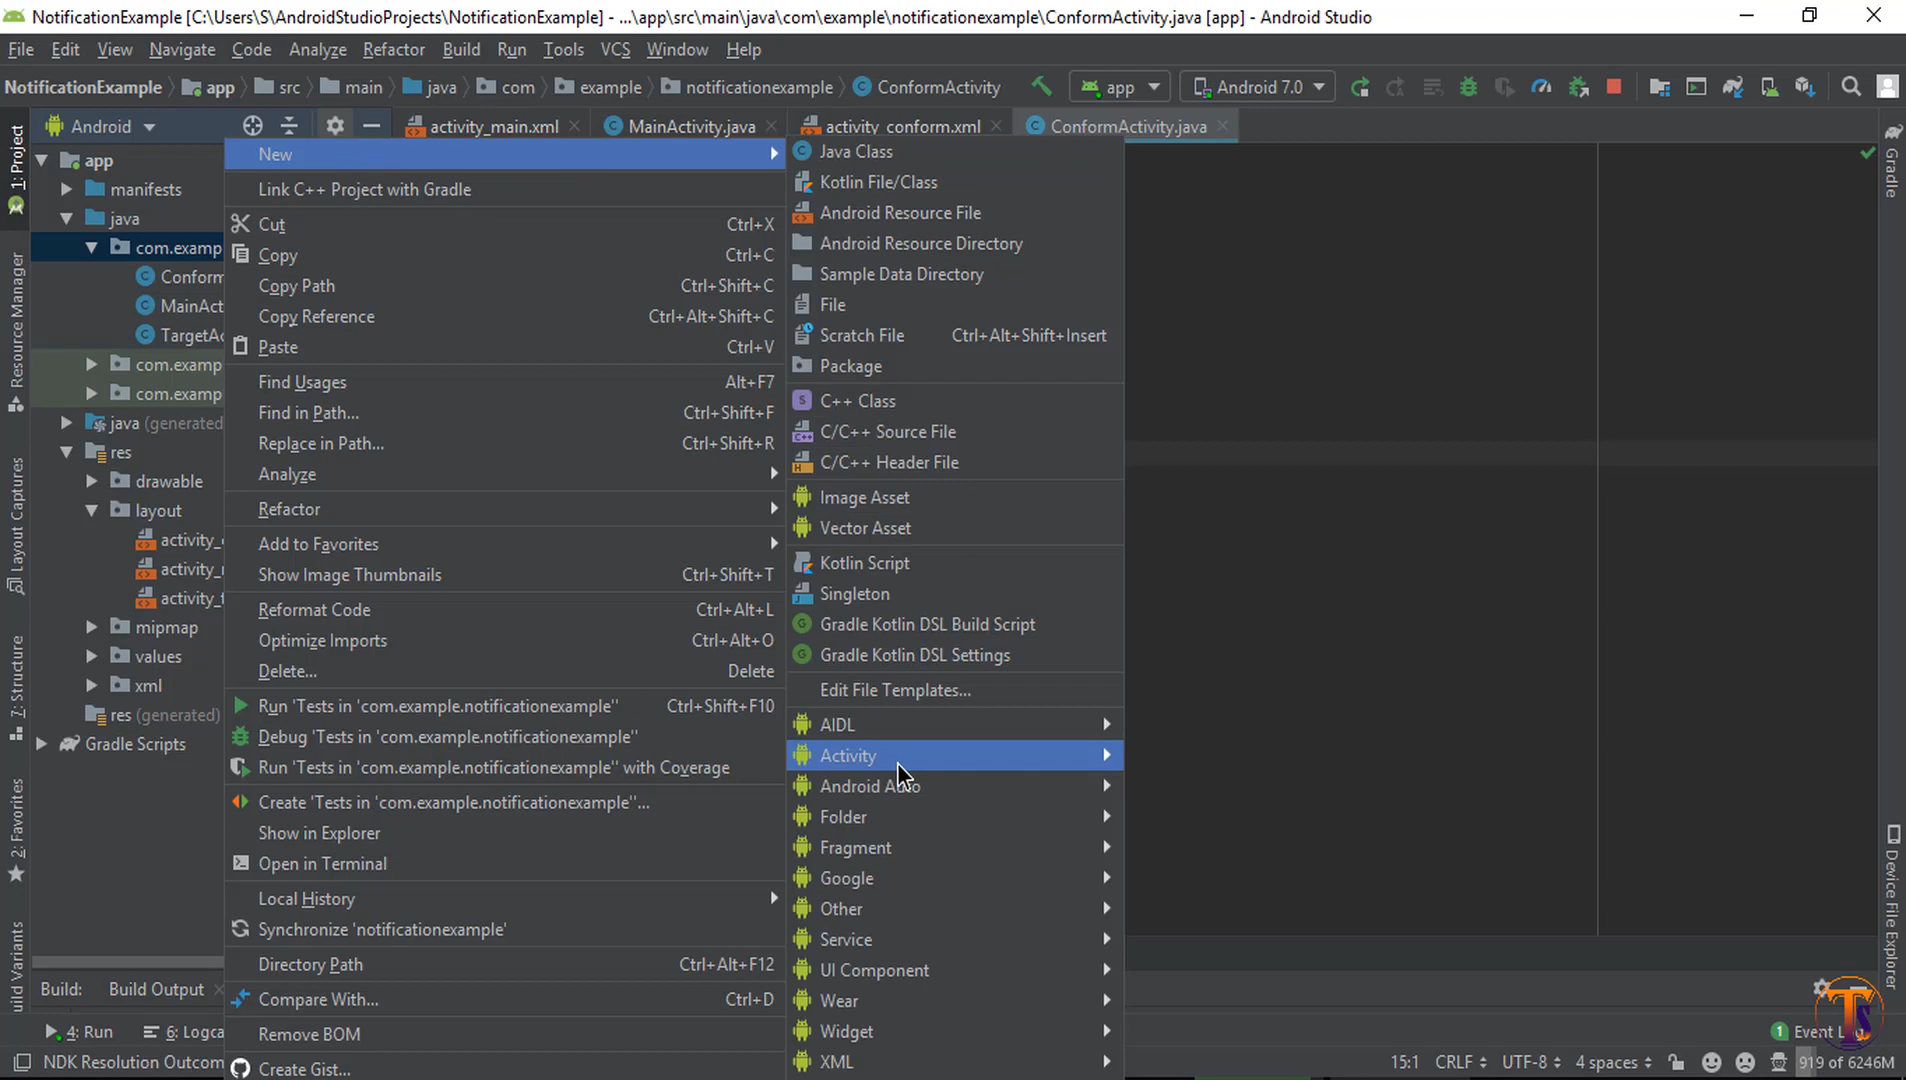 NotificationExample [C:\Users\S\AndroidStudioProjects\NotificationExample] - ...\app\src\main\java\com\example\notificationexample\ConformActivity.java [app] - Android Studio
File Edit View Navigate Code Analyze Refactor Build Run Tools VCS Window Help
NotificationExample app src main java com example notificationexample ConformActivity app Android 7.0
Android activity_main.xml MainActivity.java activity_conform.xml ConformActivity.java
1: Project
Resource Manager
Layout Captures
7: Structure
2: Favorites
uild Variants
app
manifests
java
com.examp
Conform
MainAct
TargetAc
com.examp
com.examp
java (generated
res
drawable
layout
activity_
activity_
activity_
mipmap
values
xml
res (generated)
Gradle Scripts
New
Link C++ Project with Gradle
Cut Ctrl+X
Copy Ctrl+C
Copy Path Ctrl+Shift+C
Copy Reference Ctrl+Alt+Shift+C
Paste Ctrl+V
Find Usages Alt+F7
Find in Path... Ctrl+Shift+F
Replace in Path... Ctrl+Shift+R
Analyze
Refactor
Add to Favorites
Show Image Thumbnails Ctrl+Shift+T
Reformat Code Ctrl+Alt+L
Optimize Imports Ctrl+Alt+O
Delete... Delete
Run 'Tests in 'com.example.notificationexample'' Ctrl+Shift+F10
Debug 'Tests in 'com.example.notificationexample''
Run 'Tests in 'com.example.notificationexample'' with Coverage
Create 'Tests in 'com.example.notificationexample''...
Show in Explorer
Open in Terminal
Local History
Synchronize 'notificationexample'
Directory Path Ctrl+Alt+F12
Compare With... Ctrl+D
Remove BOM
Create Gist...
Java Class
Kotlin File/Class
Android Resource File
Android Resource Directory
Sample Data Directory
File
Scratch File Ctrl+Alt+Shift+Insert
Package
C++ Class
C/C++ Source File
C/C++ Header File
Image Asset
Vector Asset
Kotlin Script
Singleton
Gradle Kotlin DSL Build Script
Gradle Kotlin DSL Settings
Edit File Templates...
AIDL
Activity
Android Auto
Folder
Fragment
Google
Other
Service
UI Component
Wear
Widget
XML
Gradle
Device File Explorer
Build: Build Output
4: Run 6: Logca
1 Event L
TS
NDK Resolution Outcom
15:1 CRLF UTF-8 4 spaces 919 of 6246M